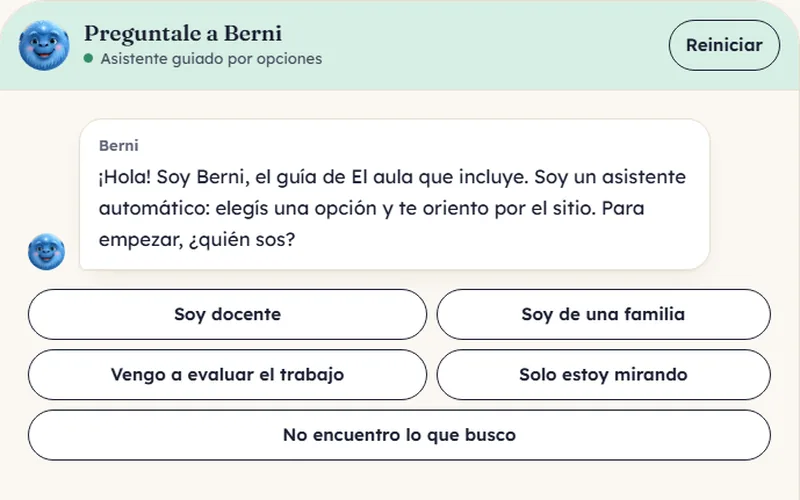 Preguntale a Berni
Asistente guiado por opciones
Reiniciar
Berni
¡Hola! Soy Berni, el guía de El aula que incluye. Soy un asistente
automático: elegís una opción y te oriento por el sitio. Para
empezar, ¿quién sos?
Soy docente
Soy de una familia
Vengo a evaluar el trabajo
Solo estoy mirando
No encuentro lo que busco